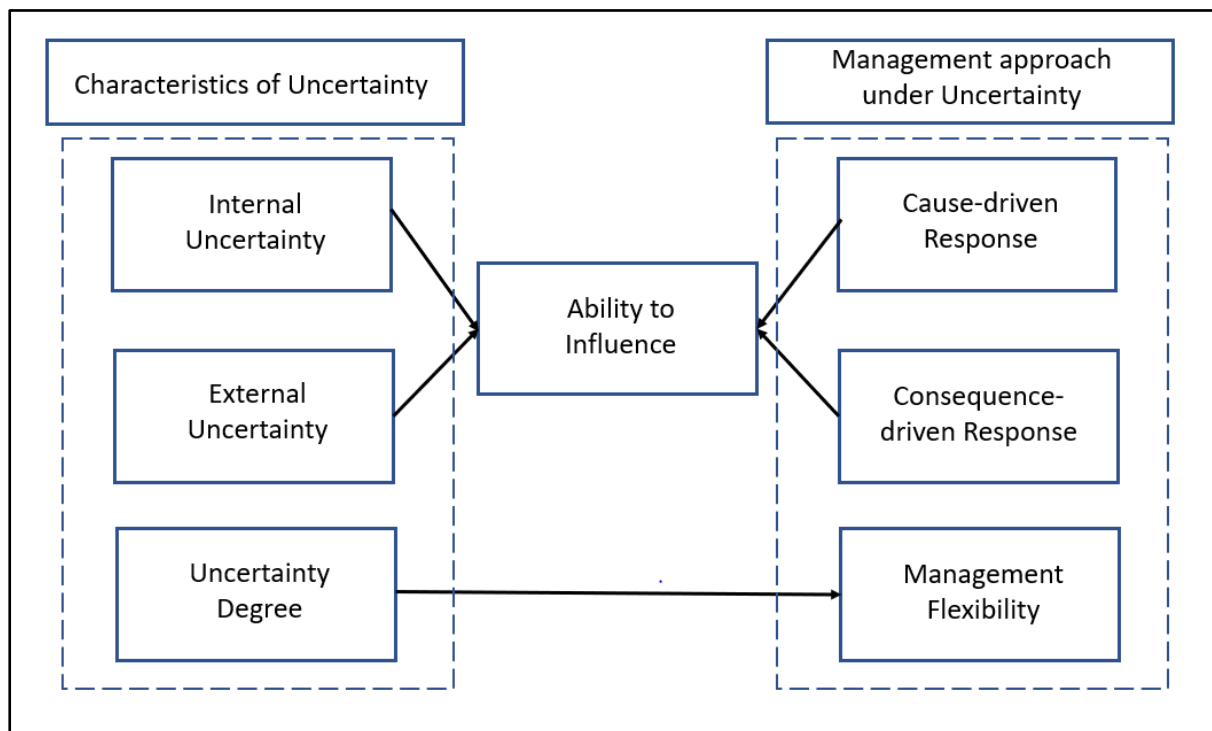 Characteristics of Uncertainty
Management approach
under Uncertainty
Internal
Uncertainty
Cause-driven
Response
Ability to
Influence
External
Uncertainty
Consequence-
driven Response
Uncertainty
Degree
Management
Flexibility